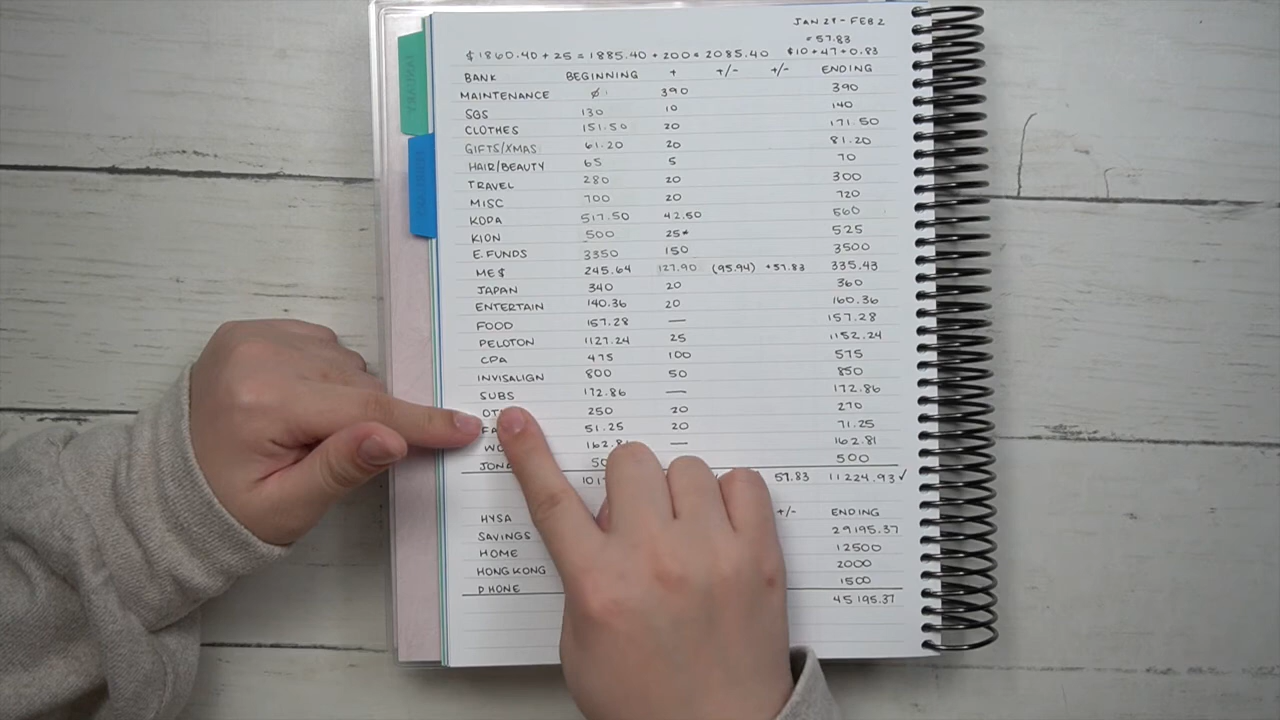 JAN 27 - FEB 2
= 57.83
$1860.40 + 25 = 1885.40 + 200 = 2085.40 $10 + 47 + 0.83
BANK BEGINNING + +/- +/- ENDING
MAINTENANCE 390 390
SGS 130 10 140
CLOTHES 151.50 20 171.50
GIFTS/XMAS 61.20 20 81.20
HAIR/BEAUTY 65 5 70
TRAVEL 280 20 300
MISC 700 20 720
KODA 517.50 42.50 560
KION 500 25* 525
E.FUNDS 3350 150 3500
ME$ 245.64 127.90 (95.94) +57.83 335.43
JAPAN 340 20 360
ENTERTAIN 140.36 20 160.36
FOOD 157.28 — 157.28
PELOTON 1127.24 25 1152.24
CPA 475 100 575
INVISALIGN 800 50 850
SUBS 172.86 — 172.86
250 20 270
51.25 20 71.25
— 162.81
500
57.83 11224.93 ✓
HYSA +/- ENDING
SAVINGS 29195.37
HOME 12500
HONG KONG 2000
PHONE 1500
45195.37
JANUARY